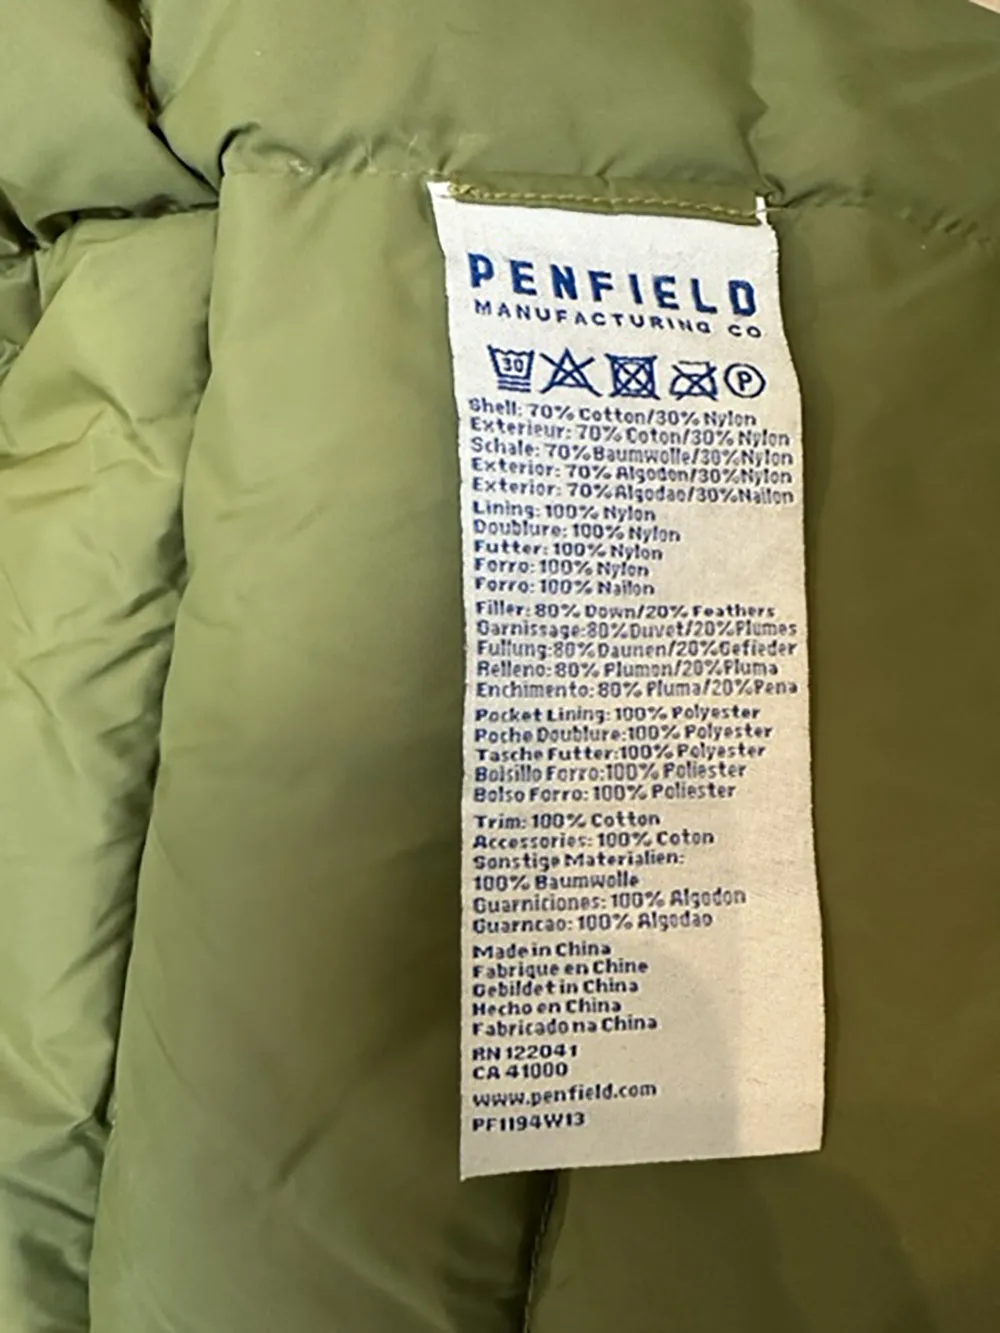 PENFIELD
MANUFACTURING CO
30 P
Shell: 70% Cotton/30% Nylon
Exterieur: 70% Coton/30% Nylon
Schale: 70% Baumwolle/30% Nylon
Exterior: 70% Algodon/30% Nylon
Exterior: 70% Algodao/30% Nailon
Lining: 100% Nylon
Doublure: 100% Nylon
Futter: 100% Nylon
Forro: 100% Nylon
Forro: 100% Nailon
Filler: 80% Down/20% Feathers
Garnissage:80%Duvet/20%Plumes
Fullung:80%Daunen/20%Gefieder
Relleno: 80% Plumon/20%Pluma
Enchimento: 80% Pluma/20%Pena
Pocket Lining: 100% Polyester
Poche Doublure:100% Polyester
Tasche Futter:100% Polyester
Bolsillo Forro:100% Poliester
Bolso Forro: 100% Poliester
Trim: 100% Cotton
Accessories: 100% Coton
Sonstige Materialien:
100% Baumwolle
Guarniciones: 100% Algodon
Guarncao: 100% Algodao
Made in China
Fabrique en Chine
Gebildet in China
Hecho en China
Fabricado na China
RN 122041
CA 41000
www.penfield.com
PF1194W13